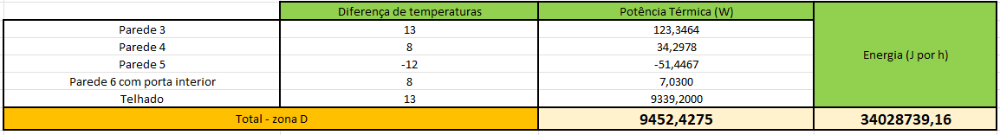 Diferença de temperaturas Potência Térmica (W) Energia (J por h)
Parede 3 13 123,3464
Parede 4 8 34,2978
Parede 5 -12 -51,4467
Parede 6 com porta interior 8 7,0300
Telhado 13 9339,2000
Total - zona D 9452,4275 34028739,16